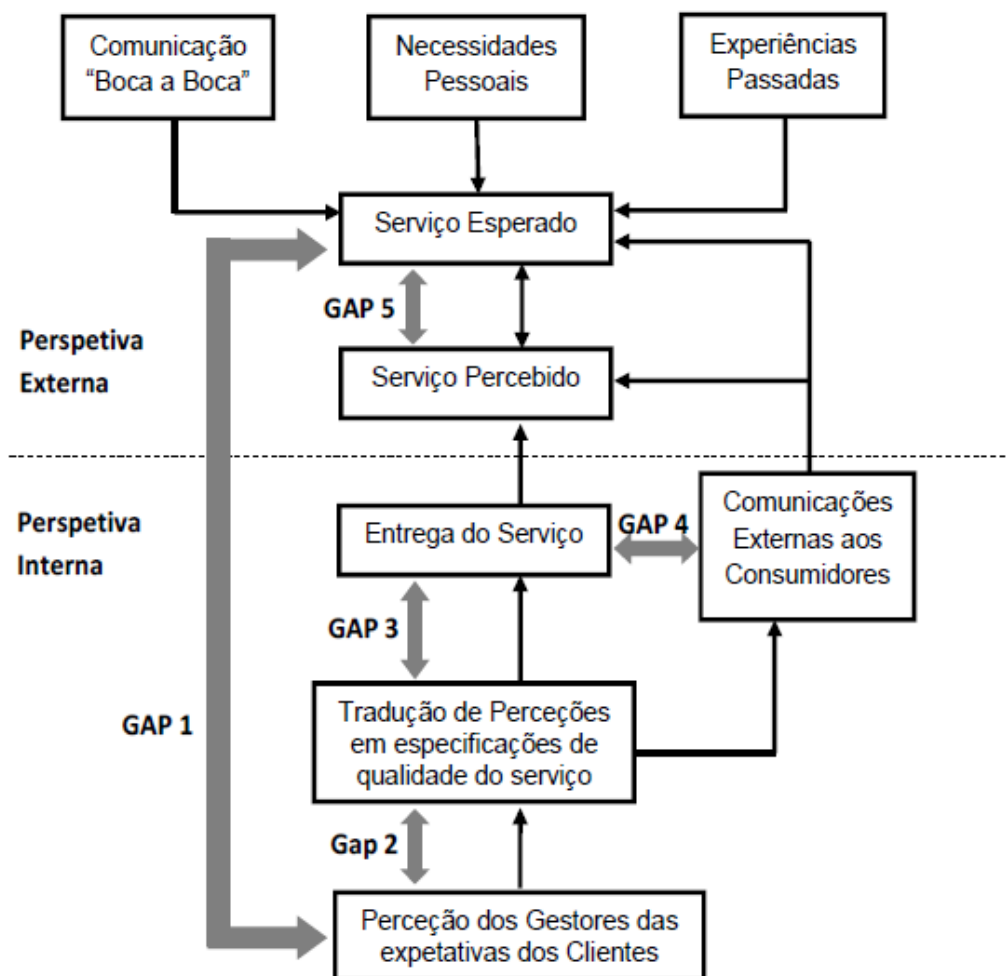 Comunicação
“Boca a Boca”
Necessidades
Pessoais
Experiências
Passadas
Serviço Esperado
GAP 5
Perspetiva
Externa
Serviço Percebido
Perspetiva
Interna
Entrega do Serviço
GAP 4
Comunicações
Externas aos
Consumidores
GAP 3
GAP 1
Tradução de Perceções
em especificações de
qualidade do serviço
Gap 2
Perceção dos Gestores das
expetativas dos Clientes